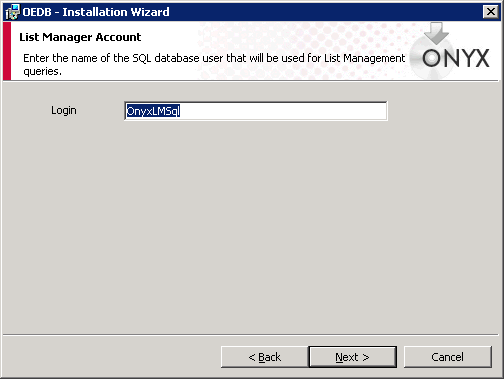 OEDB - Installation Wizard
List Manager Account
Enter the name of the SQL database user that will be used for List Management
queries.
ONYX
Login
OnyxLMSql
< Back
Next >
Cancel